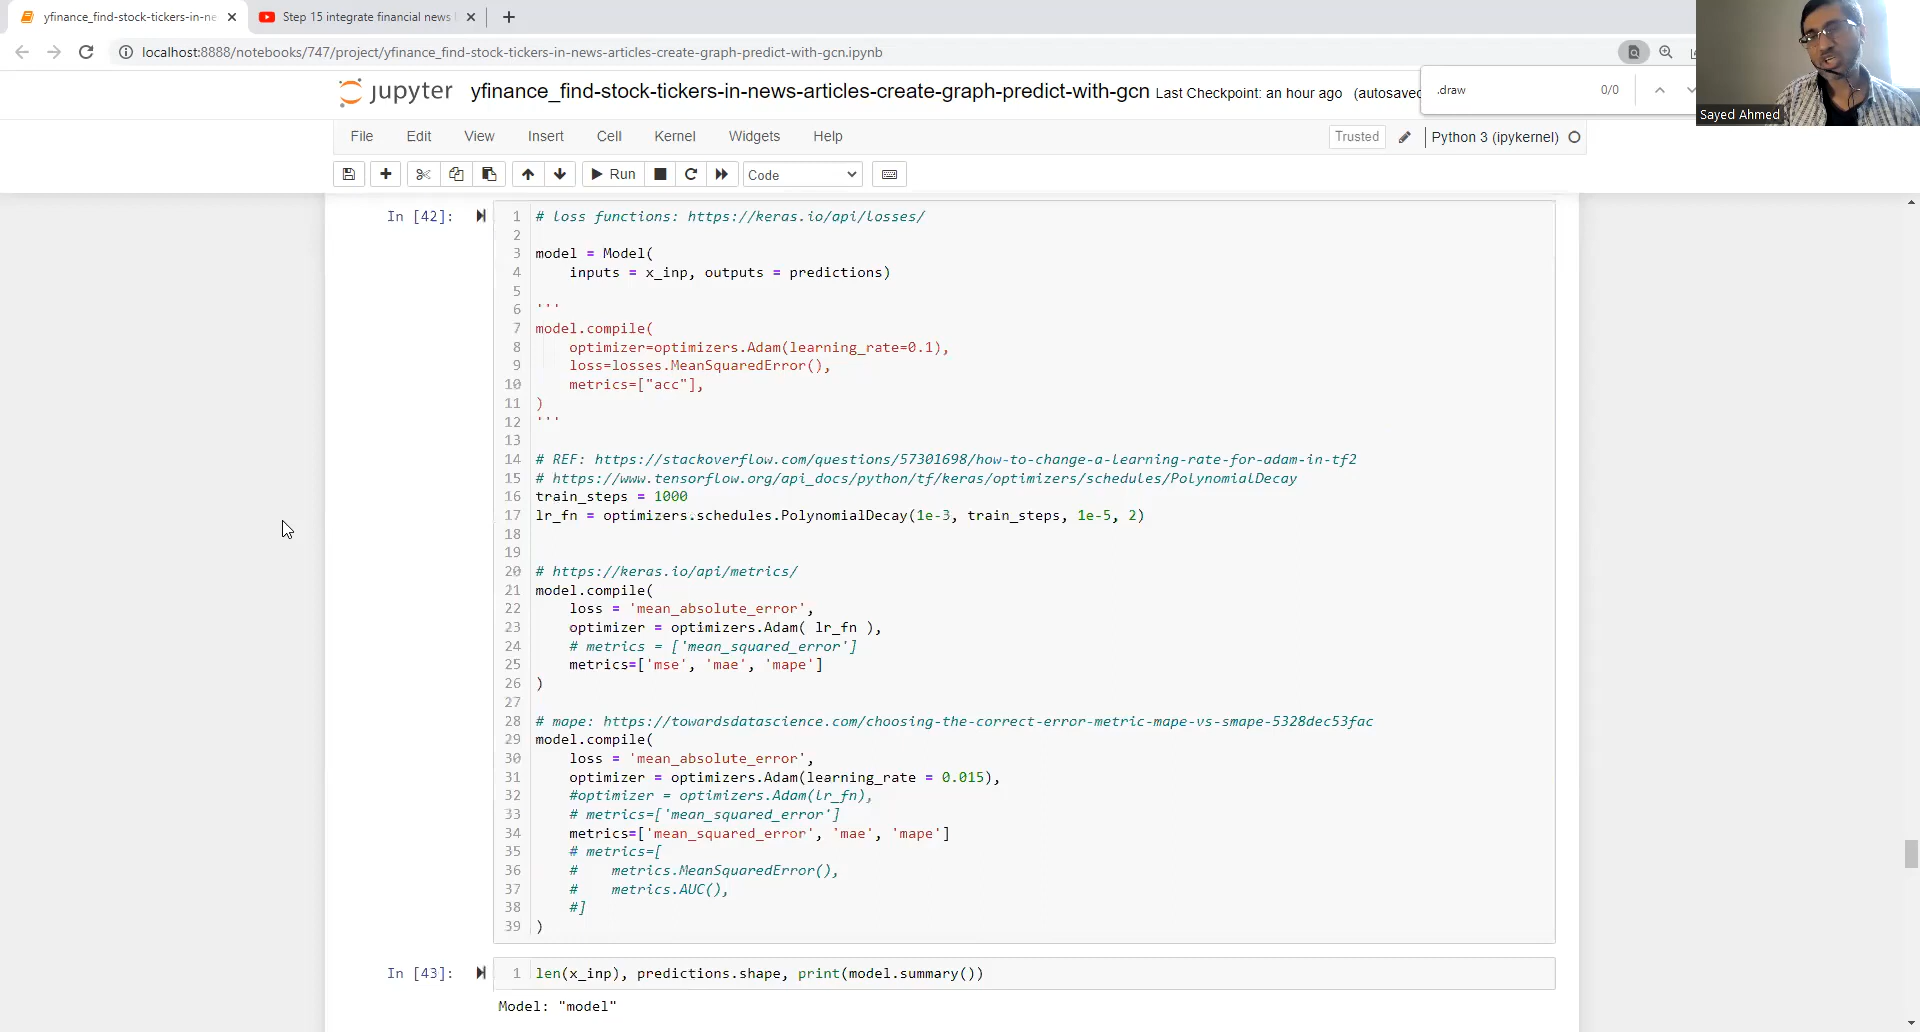 yfinance_find-stock-tickers-in-ne
Step 15 integrate financial news
localhost:8888/notebooks/747/project/yfinance_find-stock-tickers-in-news-articles-create-graph-predict-with-gcn.ipynb
jupyter yfinance_find-stock-tickers-in-news-articles-create-graph-predict-with-gcn Last Checkpoint: an hour ago (autosaved
.draw 0/0
Sayed Ahmed
File Edit View Insert Cell Kernel Widgets Help
Trusted Python 3 (ipykernel)
Run Code
In [42]:
1 # loss functions: https://keras.io/api/losses/
2
3 model = Model(
4     inputs = x_inp, outputs = predictions)
5
6 '''
7 model.compile(
8     optimizer=optimizers.Adam(learning_rate=0.1),
9     loss=losses.MeanSquaredError(),
10     metrics=["acc"],
11 )
12 '''
13
14 # REF: https://stackoverflow.com/questions/57301698/how-to-change-a-learning-rate-for-adam-in-tf2
15 # https://www.tensorflow.org/api_docs/python/tf/keras/optimizers/schedules/PolynomialDecay
16 train_steps = 1000
17 lr_fn = optimizers.schedules.PolynomialDecay(1e-3, train_steps, 1e-5, 2)
18
19
20 # https://keras.io/api/metrics/
21 model.compile(
22     loss = 'mean_absolute_error',
23     optimizer = optimizers.Adam( lr_fn ),
24     # metrics = ['mean_squared_error']
25     metrics=['mse', 'mae', 'mape']
26 )
27
28 # mape: https://towardsdatascience.com/choosing-the-correct-error-metric-mape-vs-smape-5328dec53fac
29 model.compile(
30     loss = 'mean_absolute_error',
31     optimizer = optimizers.Adam(learning_rate = 0.015),
32     #optimizer = optimizers.Adam(lr_fn),
33     # metrics=['mean_squared_error']
34     metrics=['mean_squared_error', 'mae', 'mape']
35     # metrics=[
36     #    metrics.MeanSquaredError(),
37     #    metrics.AUC(),
38     #]
39 )
In [43]:
1 len(x_inp), predictions.shape, print(model.summary())
Model: "model"